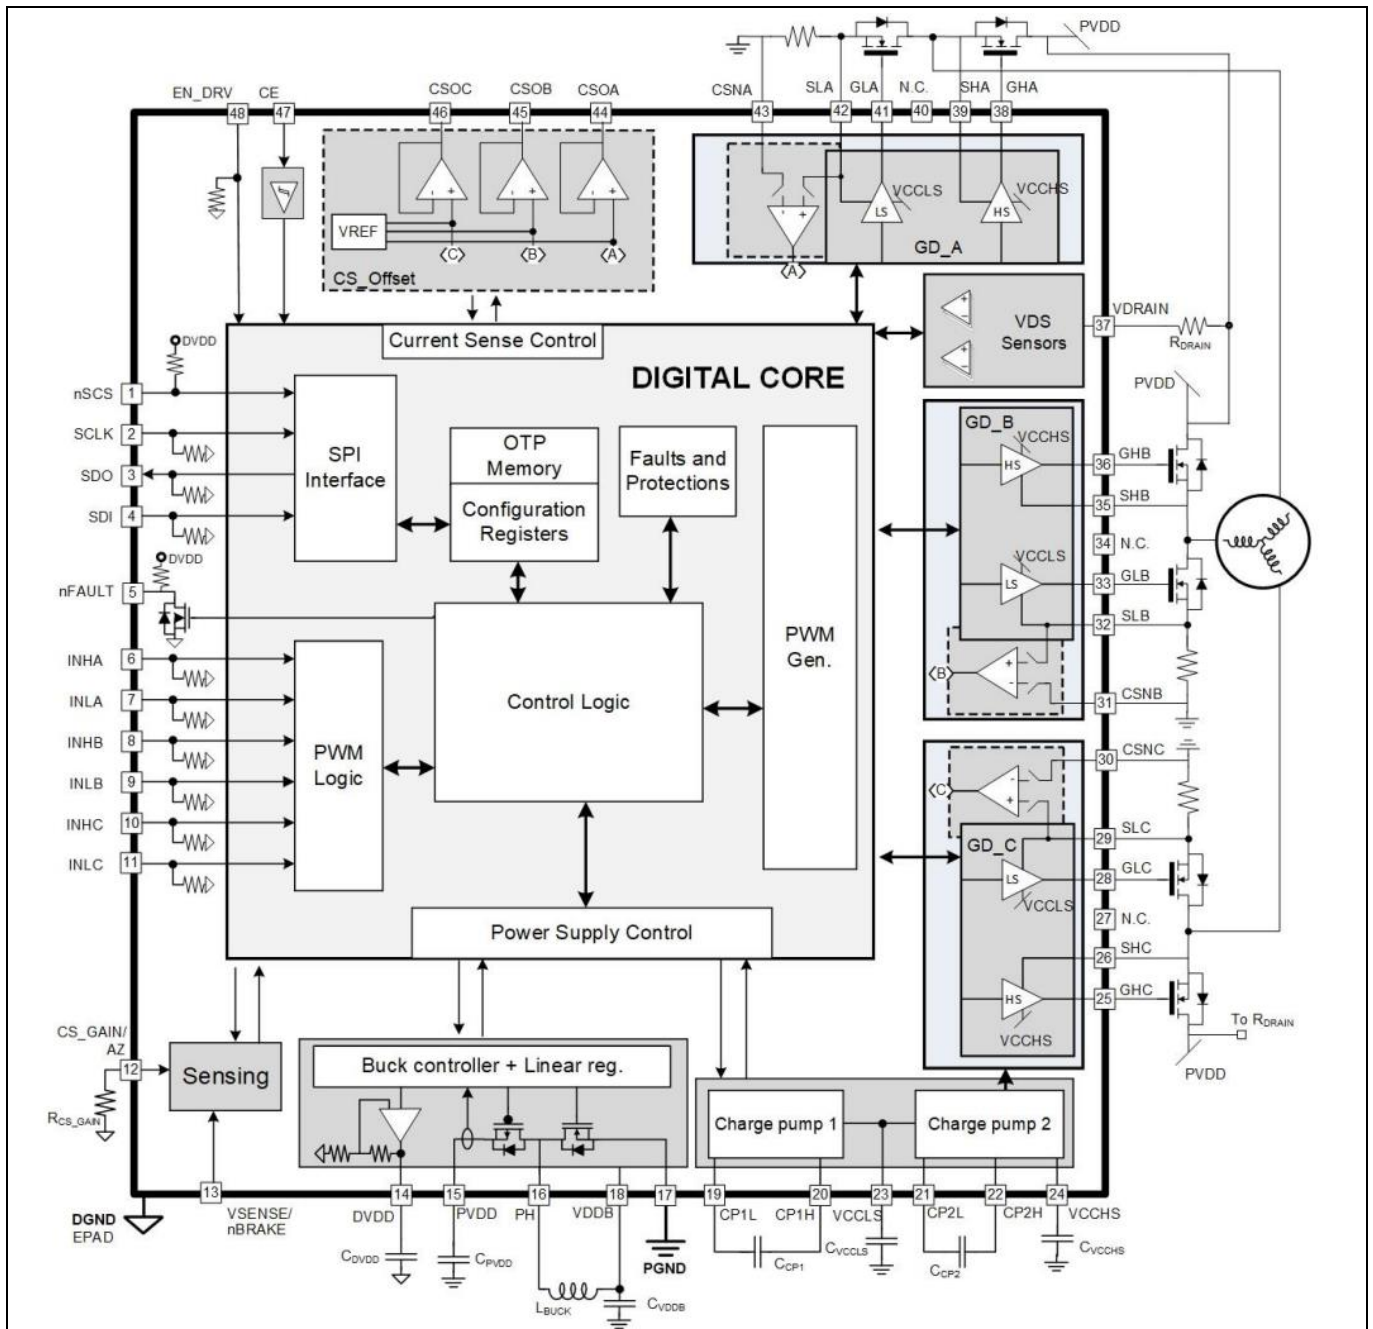 PVDD
EN_DRV CE CSOC CSOB CSOA CSNA SLA GLA N.C. SHA GHA
48 47 46 45 44 43 42 41 40 39 38
- + - + - +
VREF
<C> <B> <A>
CS_Offset
- +
VCCLS VCCHS
LS HS
GD_A
<A>
VDS
Sensors
+ -
+ -
37 VDRAIN
RDRAIN
PVDD
Current Sense Control
DIGITAL CORE
DVDD
nSCS 1
SCLK 2
SDO 3
SDI 4
SPI
Interface
OTP
Memory
Configuration
Registers
Faults and
Protections
PWM
Gen.
DVDD
nFAULT 5
INHA 6
INLA 7
INHB 8
INLB 9
INHC 10
INLC 11
PWM
Logic
Control Logic
Power Supply Control
GD_B
VCCHS
HS
36 GHB
35 SHB
34 N.C.
VCCLS
LS
33 GLB
32 SLB
<B>
+ -
31 CSNB
30 CSNC
<C>
- +
29 SLC
GD_C
LS
28 GLC
VCCLS
27 N.C.
26 SHC
HS
25 GHC
VCCHS
To RDRAIN
PVDD
CS_GAIN/
AZ
12
RCS_GAIN
Sensing
Buck controller + Linear reg.
Charge pump 1
Charge pump 2
13 14 15 16 18 17 19 20 23 21 22 24
VSENSE/
nBRAKE
DVDD PVDD PH VDDB CP1L CP1H VCCLS CP2L CP2H VCCHS
DGND
EPAD
CDVDD
CPVDD
LBUCK
CVDDB
PGND
CCP1
CVCCLS
CCP2
CVCCHS